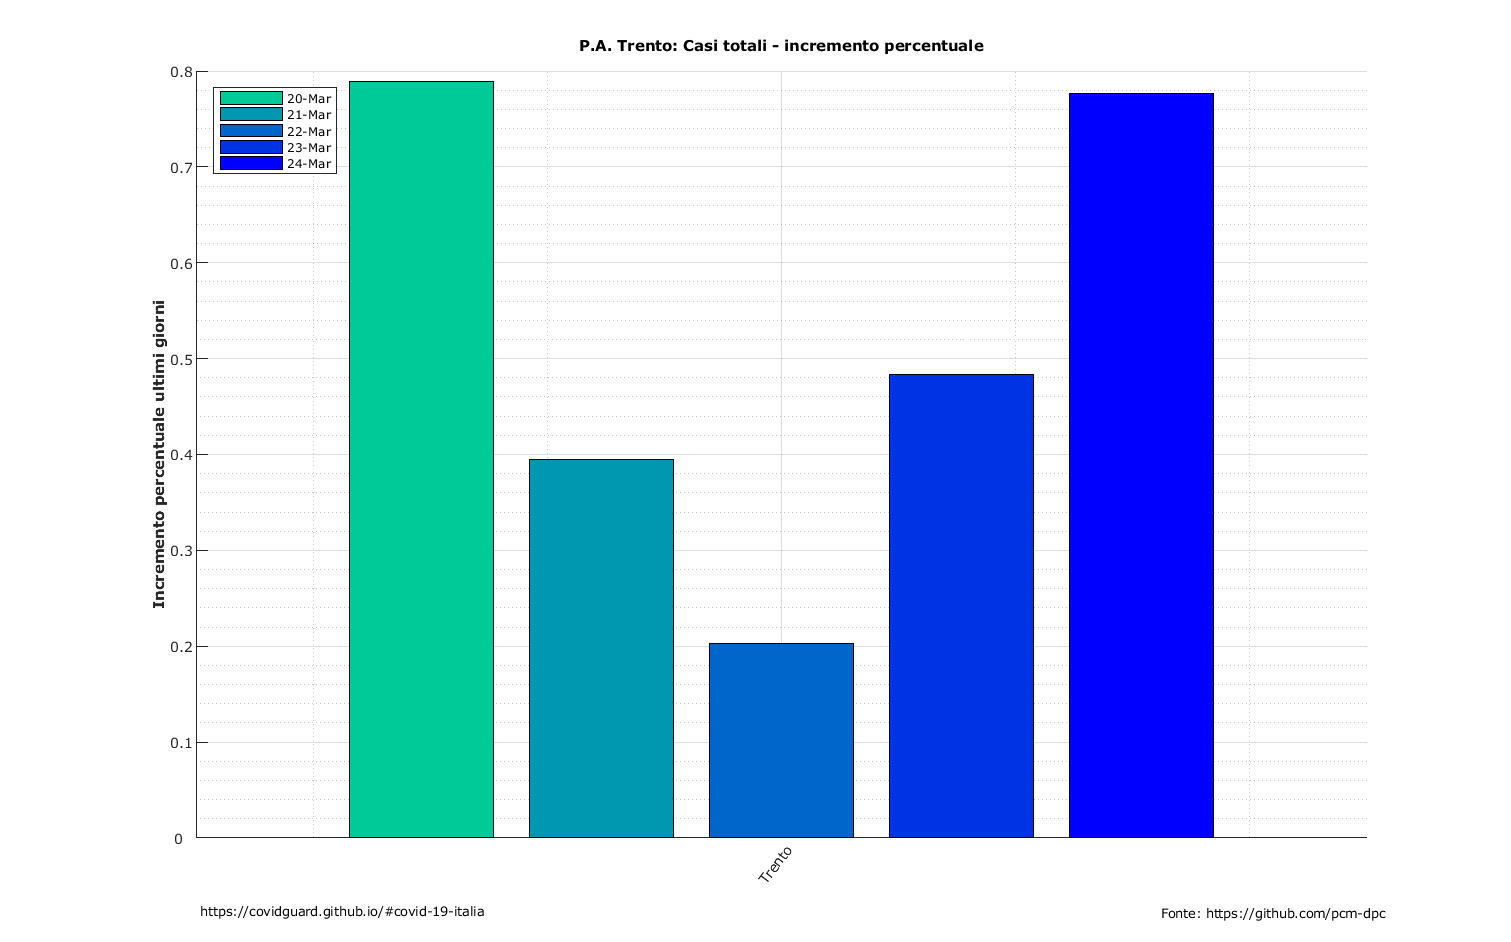 P.A. Trento: Casi totali - incremento percentuale
0.8
0.7
0.6
0.5
0.4
0.3
0.2
0.1
0
Incremento percentuale ultimi giorni
20-Mar
21-Mar
22-Mar
23-Mar
24-Mar
Trento
https://covidguard.github.io/#covid-19-italia
Fonte: https://github.com/pcm-dpc